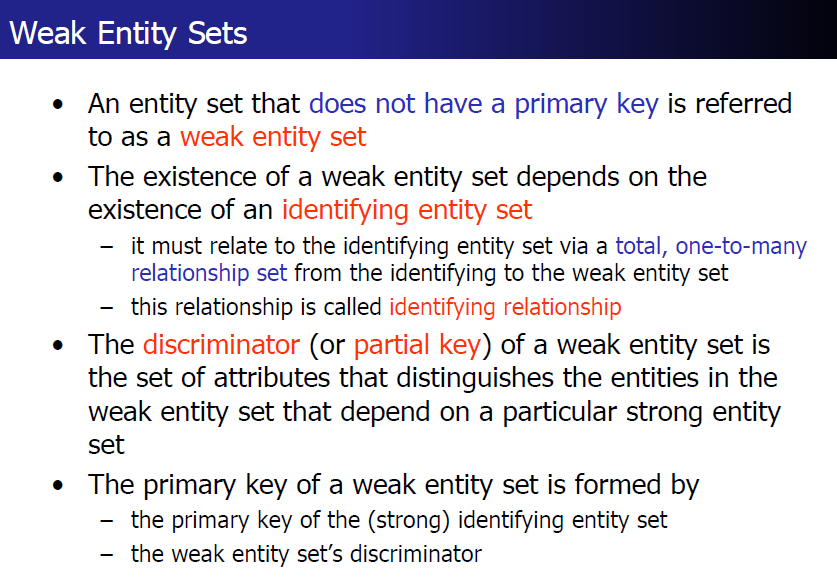 Weak Entity Sets
• An entity set that does not have a primary key is referred
to as a weak entity set
• The existence of a weak entity set depends on the
existence of an identifying entity set
– it must relate to the identifying entity set via a total, one-to-many
relationship set from the identifying to the weak entity set
– this relationship is called identifying relationship
• The discriminator (or partial key) of a weak entity set is
the set of attributes that distinguishes the entities in the
weak entity set that depend on a particular strong entity
set
• The primary key of a weak entity set is formed by
– the primary key of the (strong) identifying entity set
– the weak entity set's discriminator